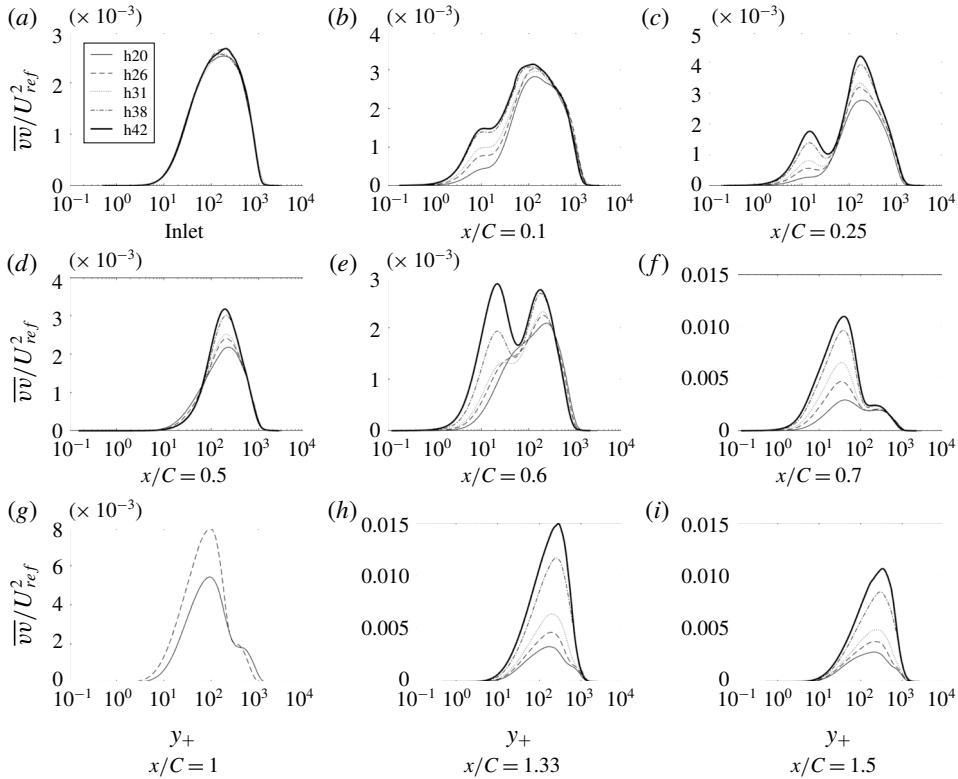 (a) (× 10−3) (b) (× 10−3) (c) (× 10−3)
3 4 5
h20
h26
h31
h38
h42
2
1
0
3
2
1
0
4
3
2
1
0
v̅v̅/U²ref
10−1 100 101 102 103 104 10−1 100 101 102 103 104 10−1 100 101 102 103 104
Inlet x/C = 0.1 x/C = 0.25
(d) (× 10−3) (e) (× 10−3) (f)
4
3
2
1
0
3
2
1
0
0.015
0.010
0.005
0
v̅v̅/U²ref
10−1 100 101 102 103 104 10−1 100 101 102 103 104 10−1 100 101 102 103 104
x/C = 0.5 x/C = 0.6 x/C = 0.7
(g) (× 10−3) (h) (i)
8
6
4
2
0
0.015
0.010
0.005
0
0.015
0.010
0.005
0
v̅v̅/U²ref
10−1 100 101 102 103 104 10−1 100 101 102 103 104 10−1 100 101 102 103 104
y+ y+ y+
x/C = 1 x/C = 1.33 x/C = 1.5